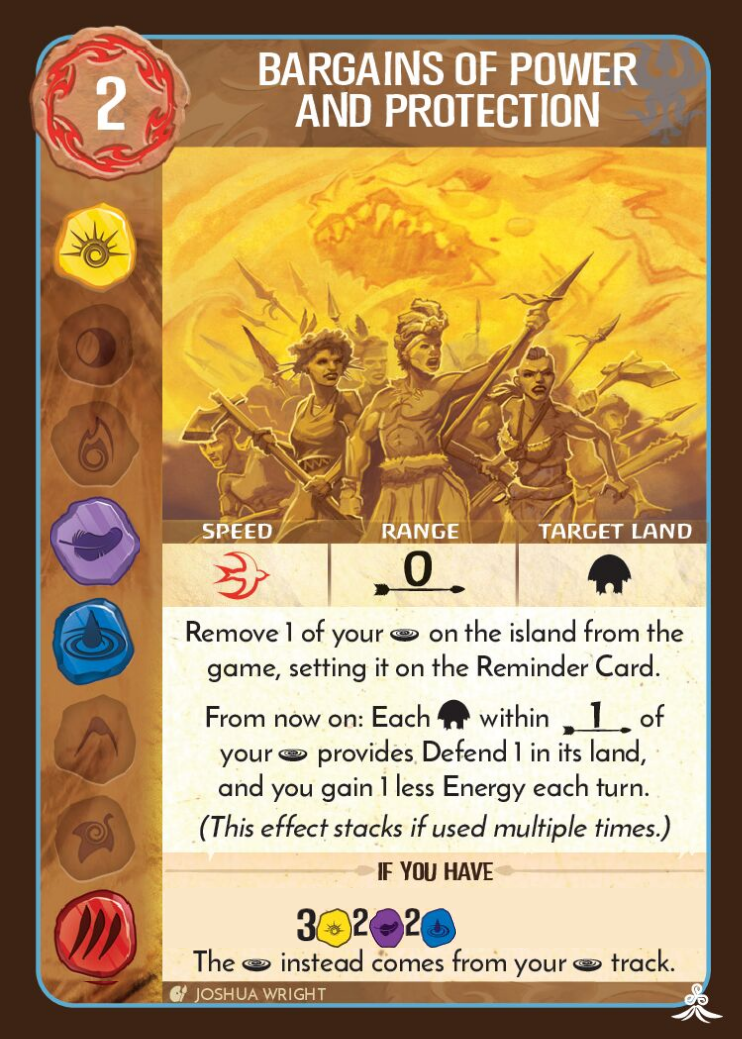 2
BARGAINS OF POWER
AND PROTECTION
SPEED RANGE TARGET LAND
0
Remove 1 of your on the island from the
game, setting it on the Reminder Card.
From now on: Each within 1 of
your provides Defend 1 in its land,
and you gain 1 less Energy each turn.
(This effect stacks if used multiple times.)
IF YOU HAVE
3 2 2
The instead comes from your track.
JOSHUA WRIGHT